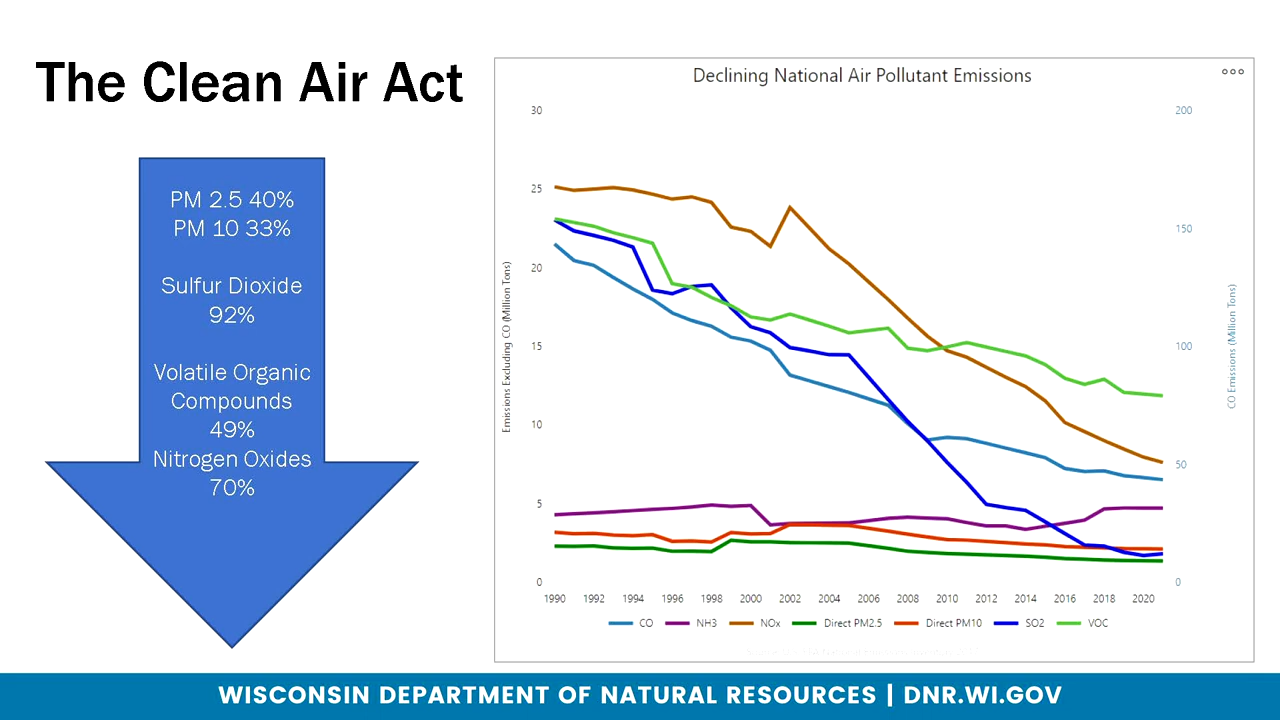 The Clean Air Act
PM 2.5 40%
PM 10 33%
Sulfur Dioxide
92%
Volatile Organic
Compounds
49%
Nitrogen Oxides
70%
Declining National Air Pollutant Emissions
Emissions Excluding CO (Million Tons)
30
25
20
15
10
5
0
200
150
100
50
0
CO Emissions (Million Tons)
1990 1992 1994 1996 1998 2000 2002 2004 2006 2008 2010 2012 2014 2016 2018 2020
CO NH3 NOx Direct PM2.5 Direct PM10 SO2 VOC
WISCONSIN DEPARTMENT OF NATURAL RESOURCES | DNR.WI.GOV